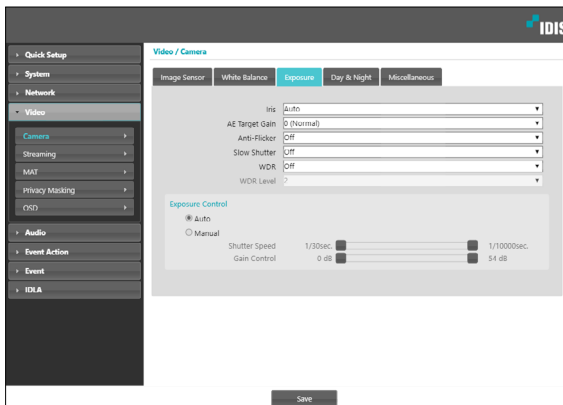 IDIS
Quick Setup
System
Network
Video
Camera
Streaming
MAT
Privacy Masking
OSD
Audio
Event Action
Event
IDLA
Video / Camera
Image Sensor White Balance Exposure Day & Night Miscellaneous
Iris Auto
AE Target Gain 0 (Normal)
Anti-Flicker Off
Slow Shutter Off
WDR Off
WDR Level 2
Exposure Control
Auto
Manual
Shutter Speed 1/30sec. 1/10000sec.
Gain Control 0 dB 54 dB
Save